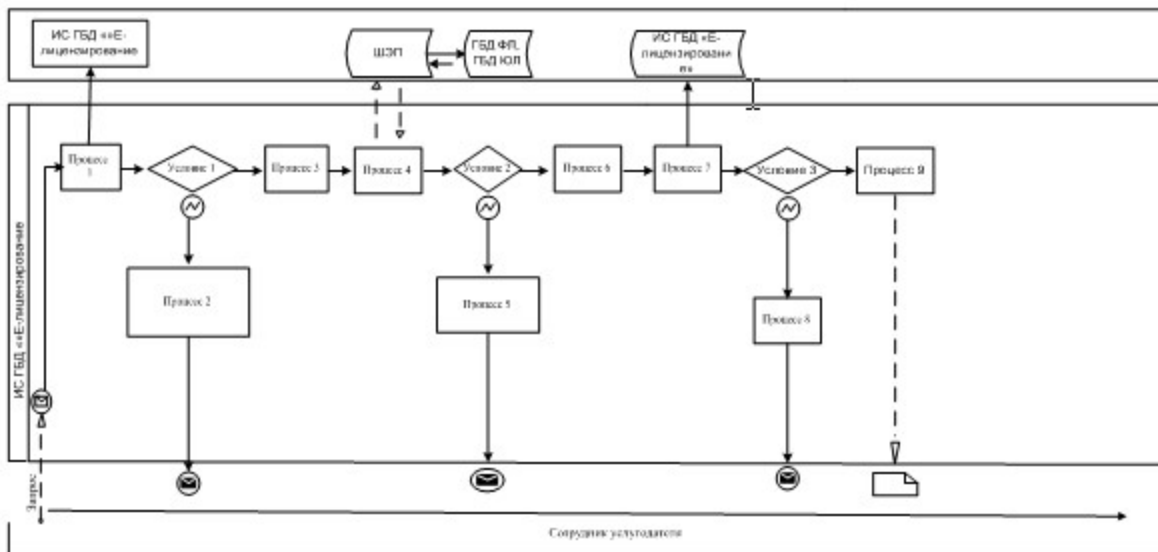 ИС ГБД ««Е-
лицензирование
ШЭП
ГБД ФЛ,
ГБД ЮЛ
ИС ГБД «Е-
лицензировани
е»
Процесс
1
Условие 1
Процесс 3
Процесс 4
Условие 2
Процесс 6
Процесс 7
Условие 3
Процесс 9
Процесс 2
Процесс 5
Процесс 8
ИС ГБД ««Е-лицензирование
Запрос
Сотрудник услугодателя